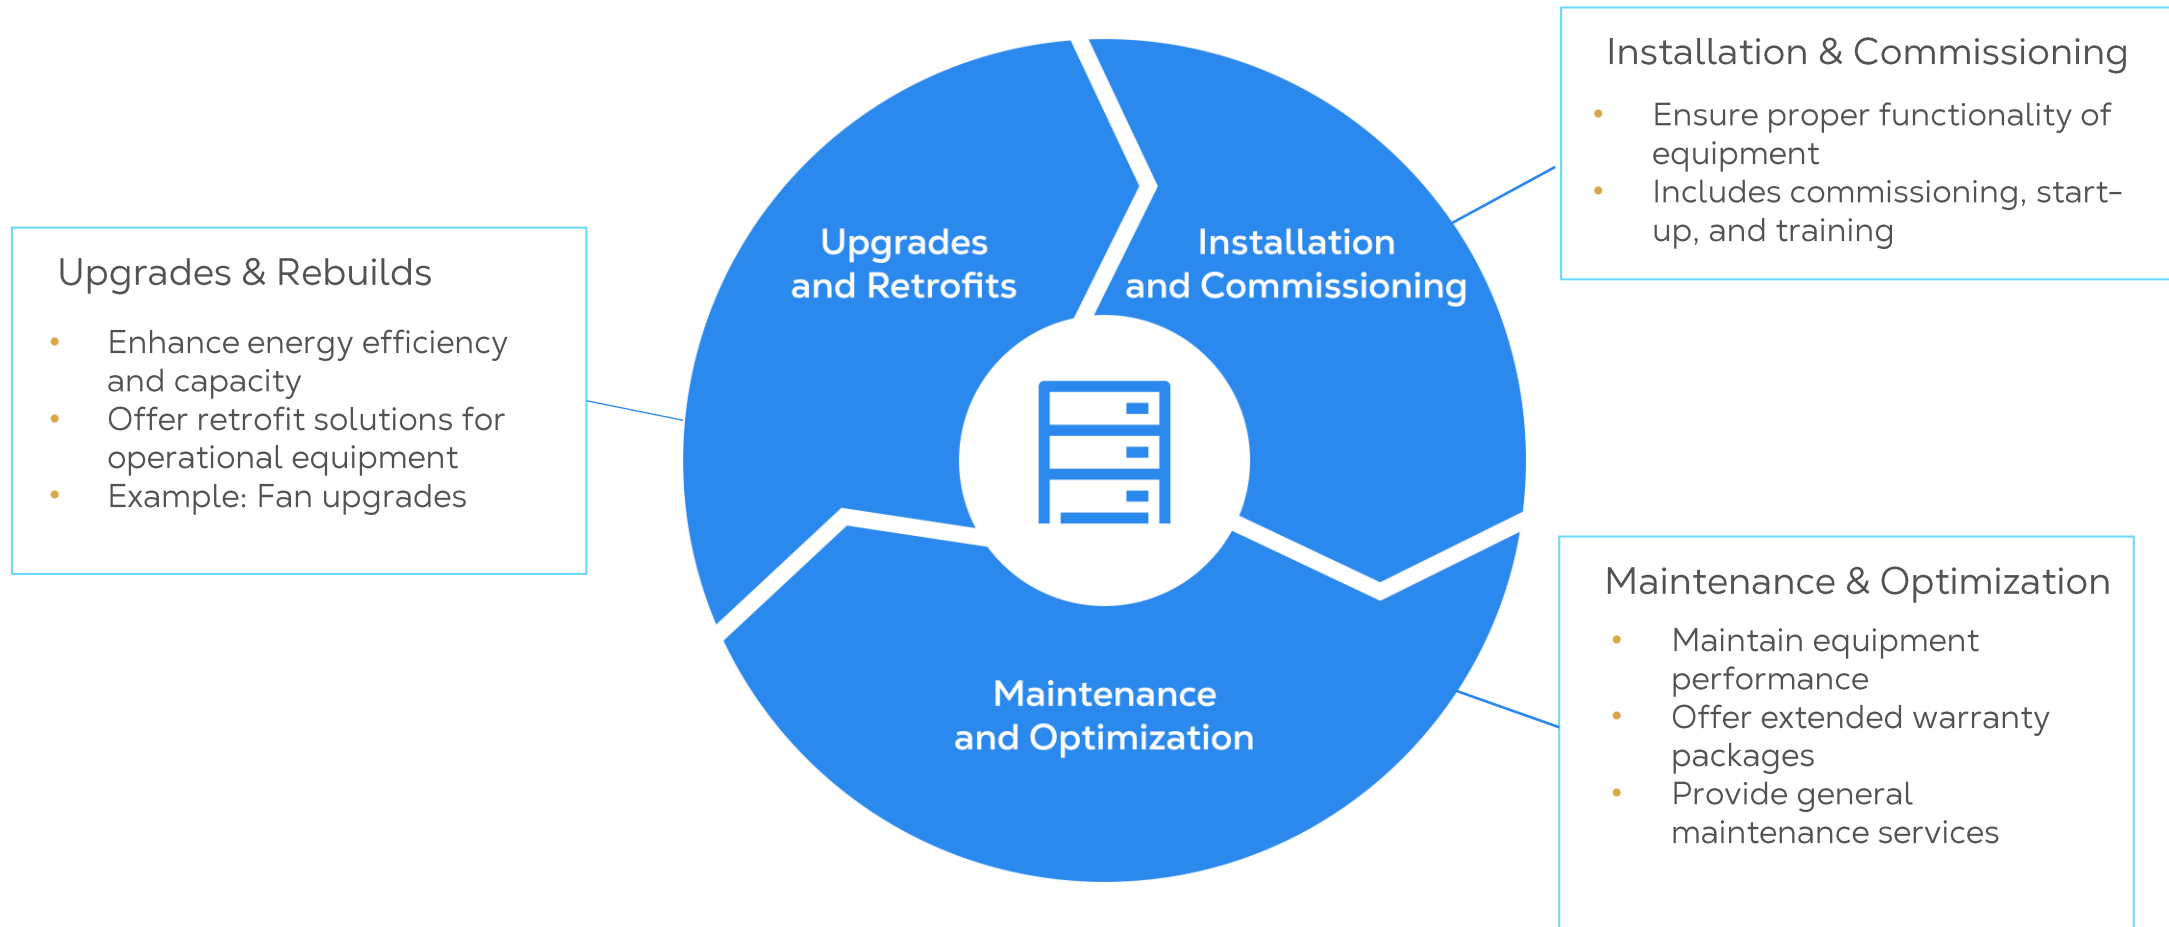 Installation & Commissioning
• Ensure proper functionality of
equipment
• Includes commissioning, start-
up, and training
Upgrades
and Retrofits
Installation
and Commissioning
Upgrades & Rebuilds
• Enhance energy efficiency
and capacity
• Offer retrofit solutions for
operational equipment
• Example: Fan upgrades
Maintenance
and Optimization
Maintenance & Optimization
• Maintain equipment
performance
• Offer extended warranty
packages
• Provide general
maintenance services